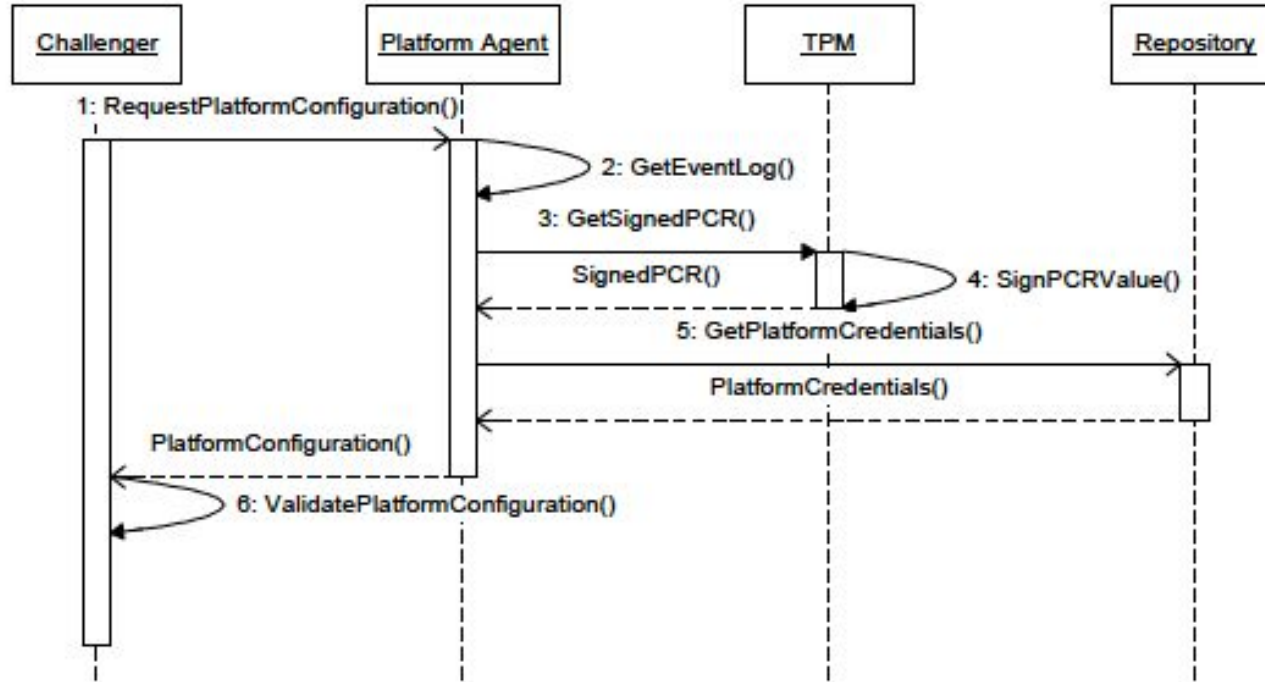 Challenger
Platform Agent
TPM
Repository
1: RequestPlatformConfiguration()
2: GetEventLog()
3: GetSignedPCR()
SignedPCR()
4: SignPCRValue()
5: GetPlatformCredentials()
PlatformCredentials()
PlatformConfiguration()
6: ValidatePlatformConfiguration()